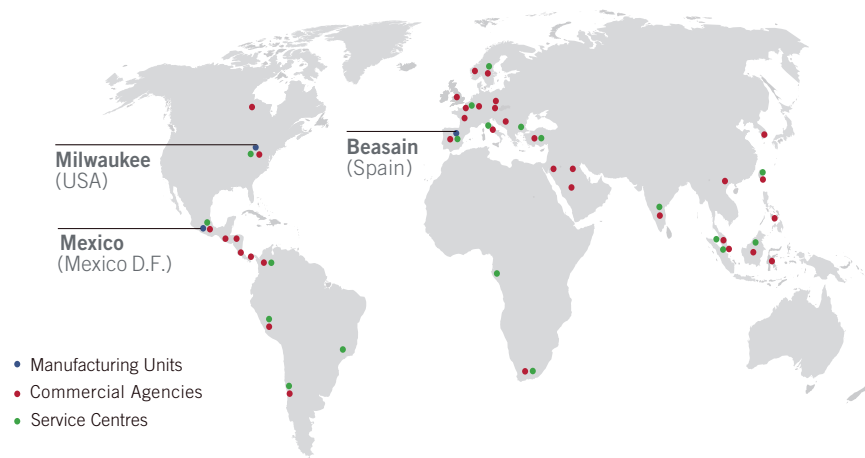 Milwaukee
(USA)
Beasain
(Spain)
Mexico
(Mexico D.F.)
Manufacturing Units
Commercial Agencies
Service Centres